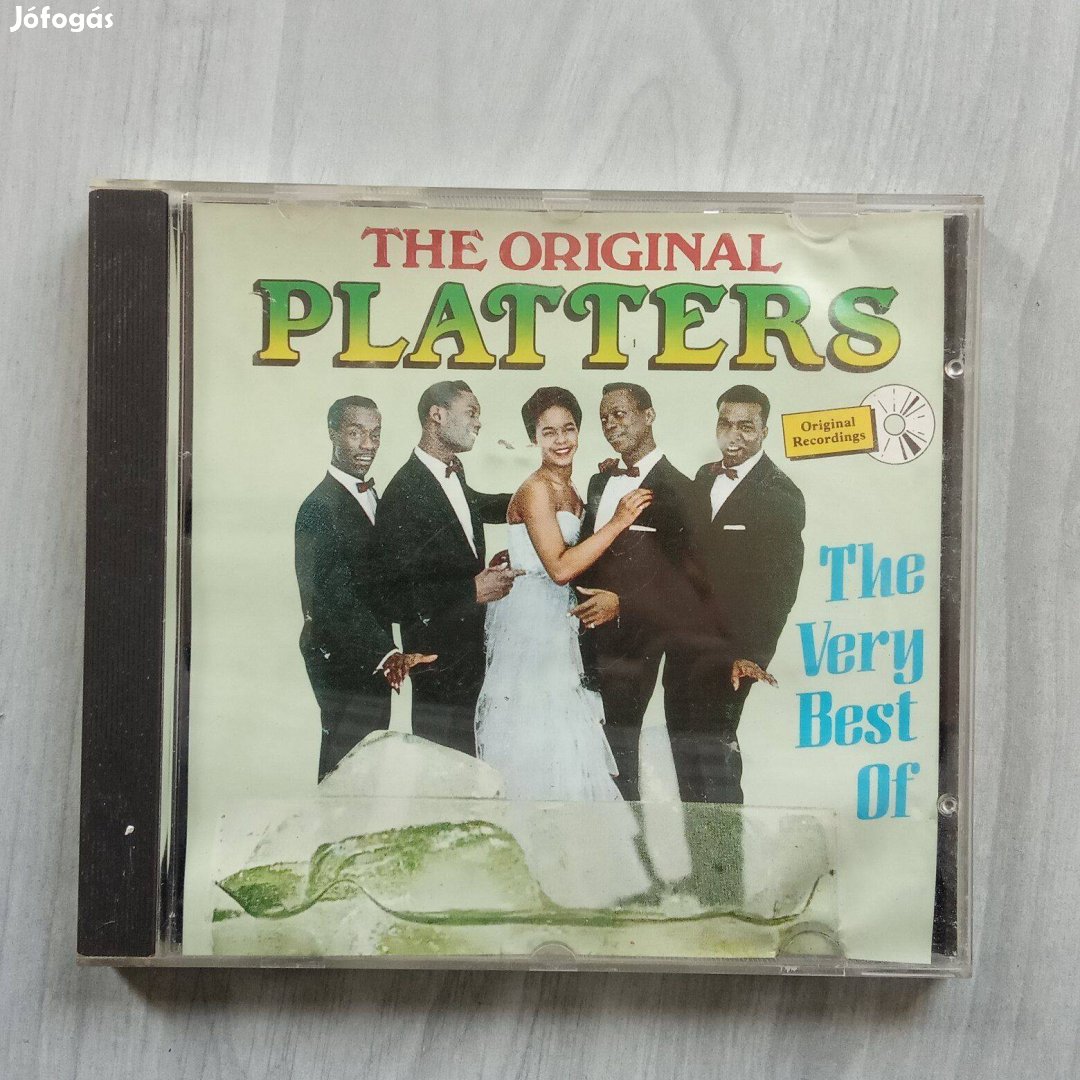 Jófogás
THE ORIGINAL
PLATTERS
Original
Recordings
The
Very
Best
Of